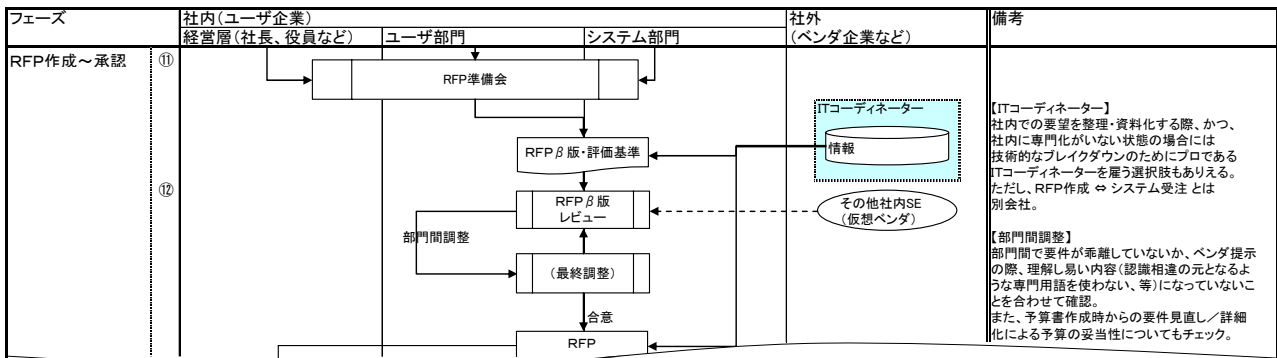 フェーズ
社内(ユーザ企業)
社外
(ベンダ企業など)
備考
経営層(社長、役員など)
ユーザ部門
システム部門
RFP作成~承認
⑪
RFP準備会
ITコーディネーター
情報
RFPβ版・評価基準
⑫
RFPβ版
レビュー
その他社内SE
(仮想ベンダ)
部門間調整
(最終調整)
合意
RFP
【ITコーディネーター】
社内での要望を整理・資料化する際、かつ、
社内に専門化がいない状態の場合には
技術的なブレイクダウンのためにプロである
ITコーディネーターを雇う選択肢もありえる。
ただし、RFP作成 ⇔ システム受注 とは
別会社。
【部門間調整】
部門間で要件が乖離していないか、ベンダ提示
の際、理解し易い内容(認識相違の元となるよ
うな専門用語を使わない、等)になっていないこ
とを合わせて確認。
また、予算書作成時からの要件見直し/詳細
化による予算の妥当性についてもチェック。